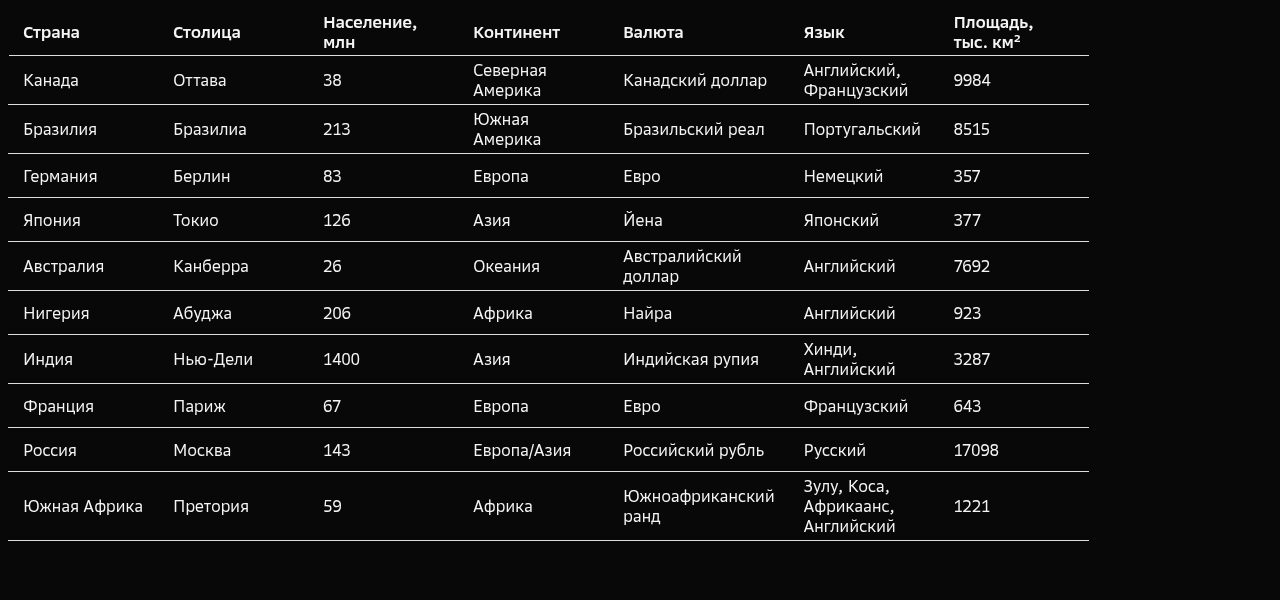 Страна Столица Население, млн Континент Валюта Язык Площадь, тыс. км²
Канада Оттава 38 Северная Америка Канадский доллар Английский, Французский 9984
Бразилия Бразилиа 213 Южная Америка Бразильский реал Португальский 8515
Германия Берлин 83 Европа Евро Немецкий 357
Япония Токио 126 Азия Йена Японский 377
Австралия Канберра 26 Океания Австралийский доллар Английский 7692
Нигерия Абуджа 206 Африка Найра Английский 923
Индия Нью-Дели 1400 Азия Индийская рупия Хинди, Английский 3287
Франция Париж 67 Европа Евро Французский 643
Россия Москва 143 Европа/Азия Российский рубль Русский 17098
Южная Африка Претория 59 Африка Южноафриканский ранд Зулу, Коса, Африкаанс, Английский 1221